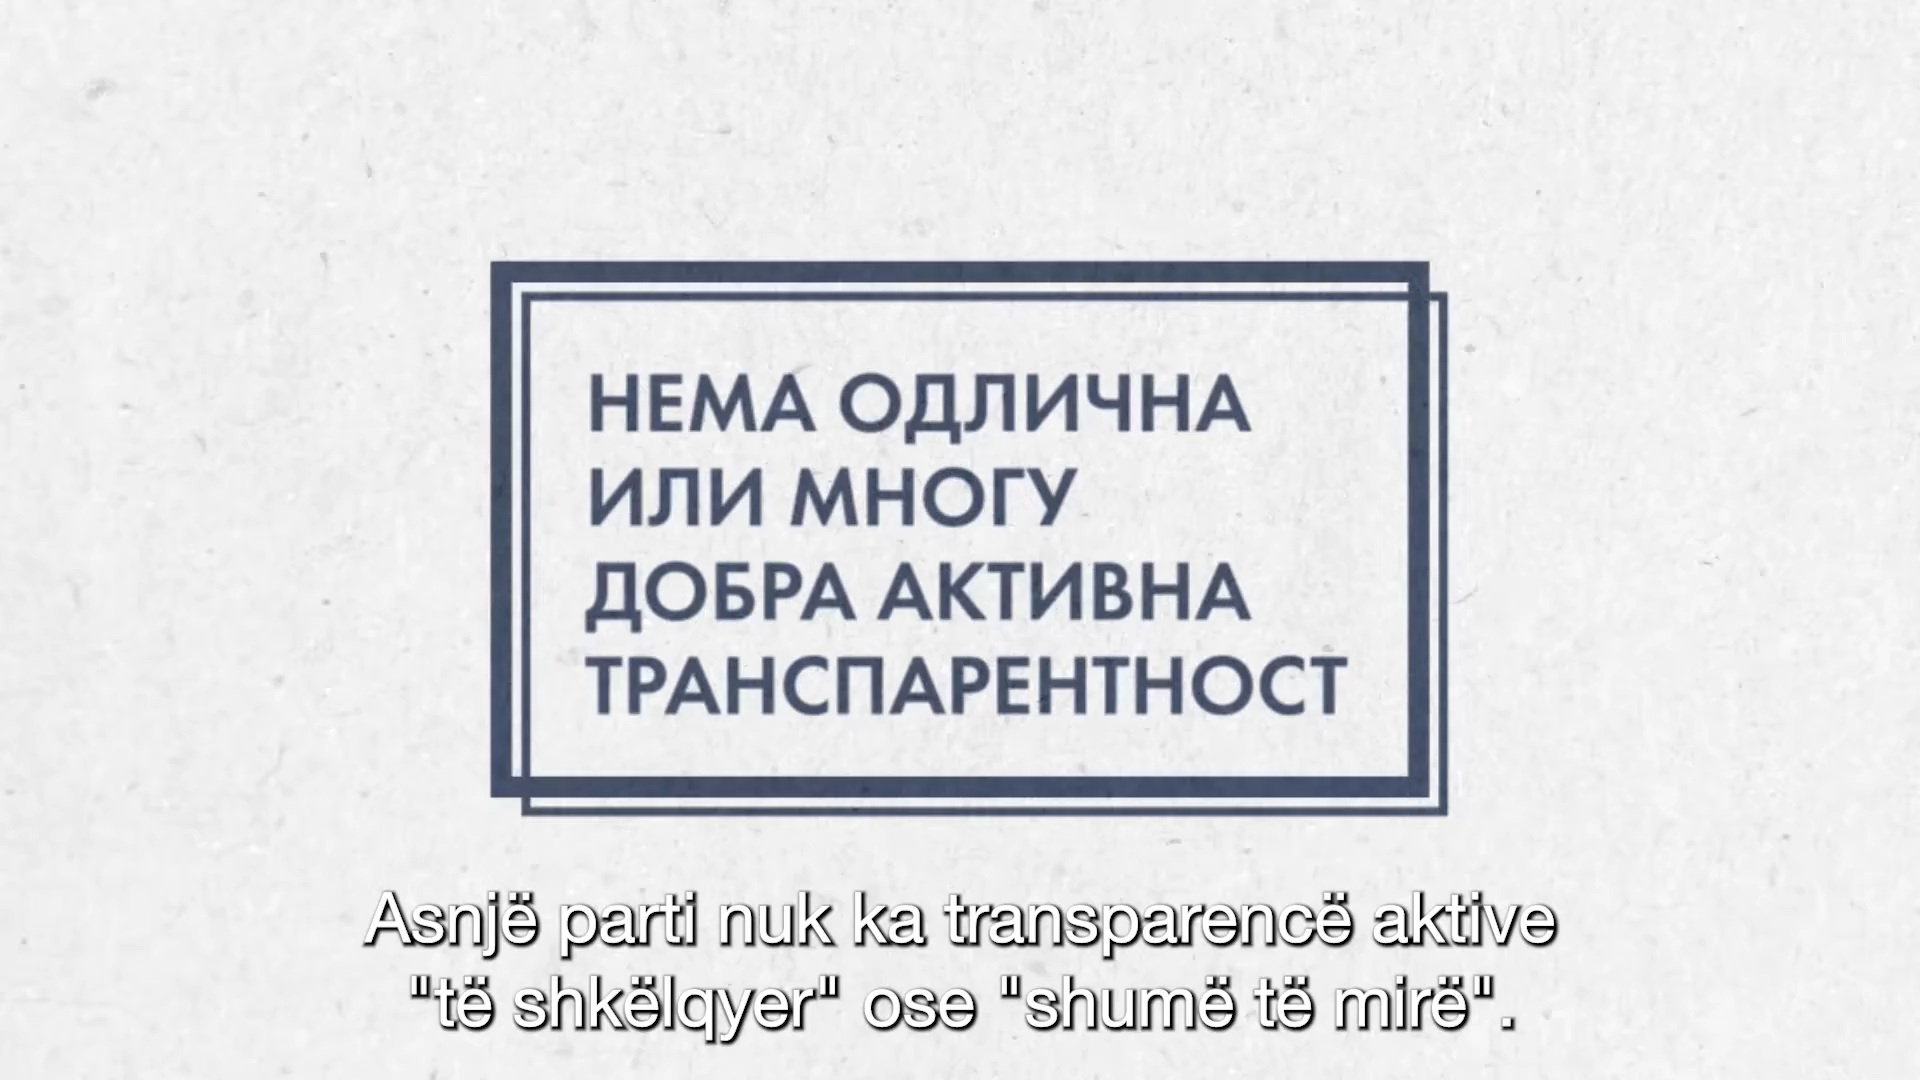 НЕМА ОДЛИЧНА
ИЛИ МНОГУ
ДОБРА АКТИВНА
ТРАНСПАРЕНТНОСТ
Asnjë parti nuk ka transparencë aktive
"të shkëlqyer" ose "shumë të mirë".